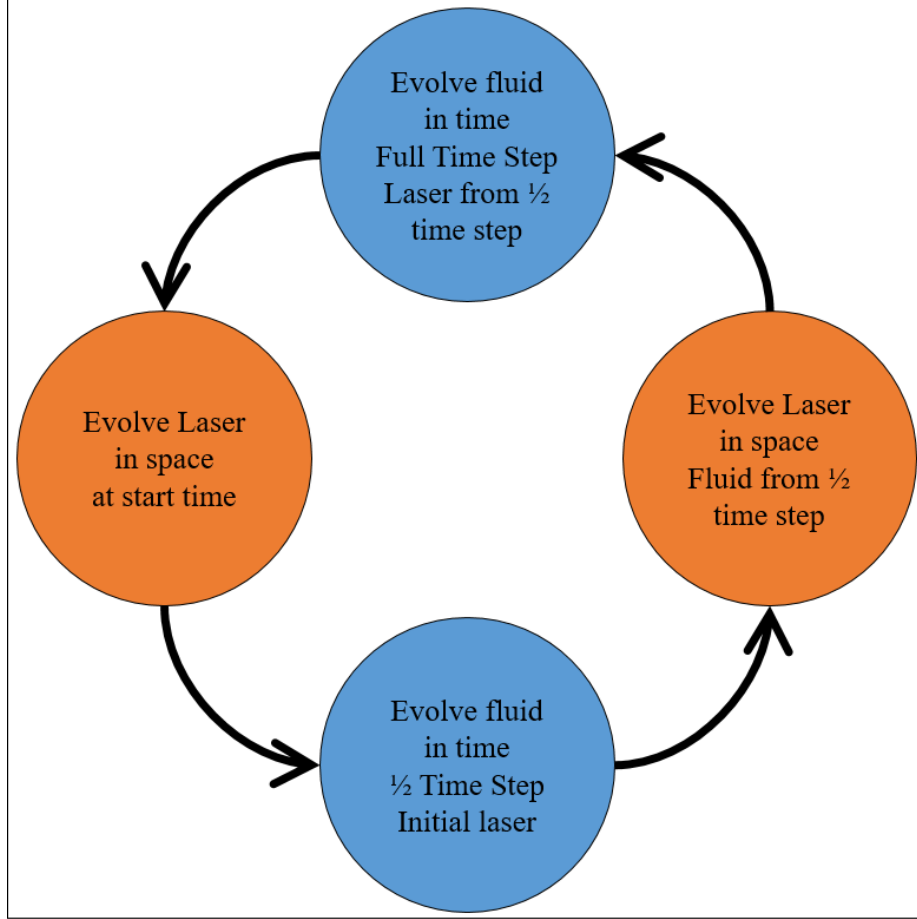 Evolve fluid
in time
Full Time Step
Laser from ½
time step
Evolve Laser
in space
at start time
Evolve Laser
in space
Fluid from ½
time step
Evolve fluid
in time
½ Time Step
Initial laser